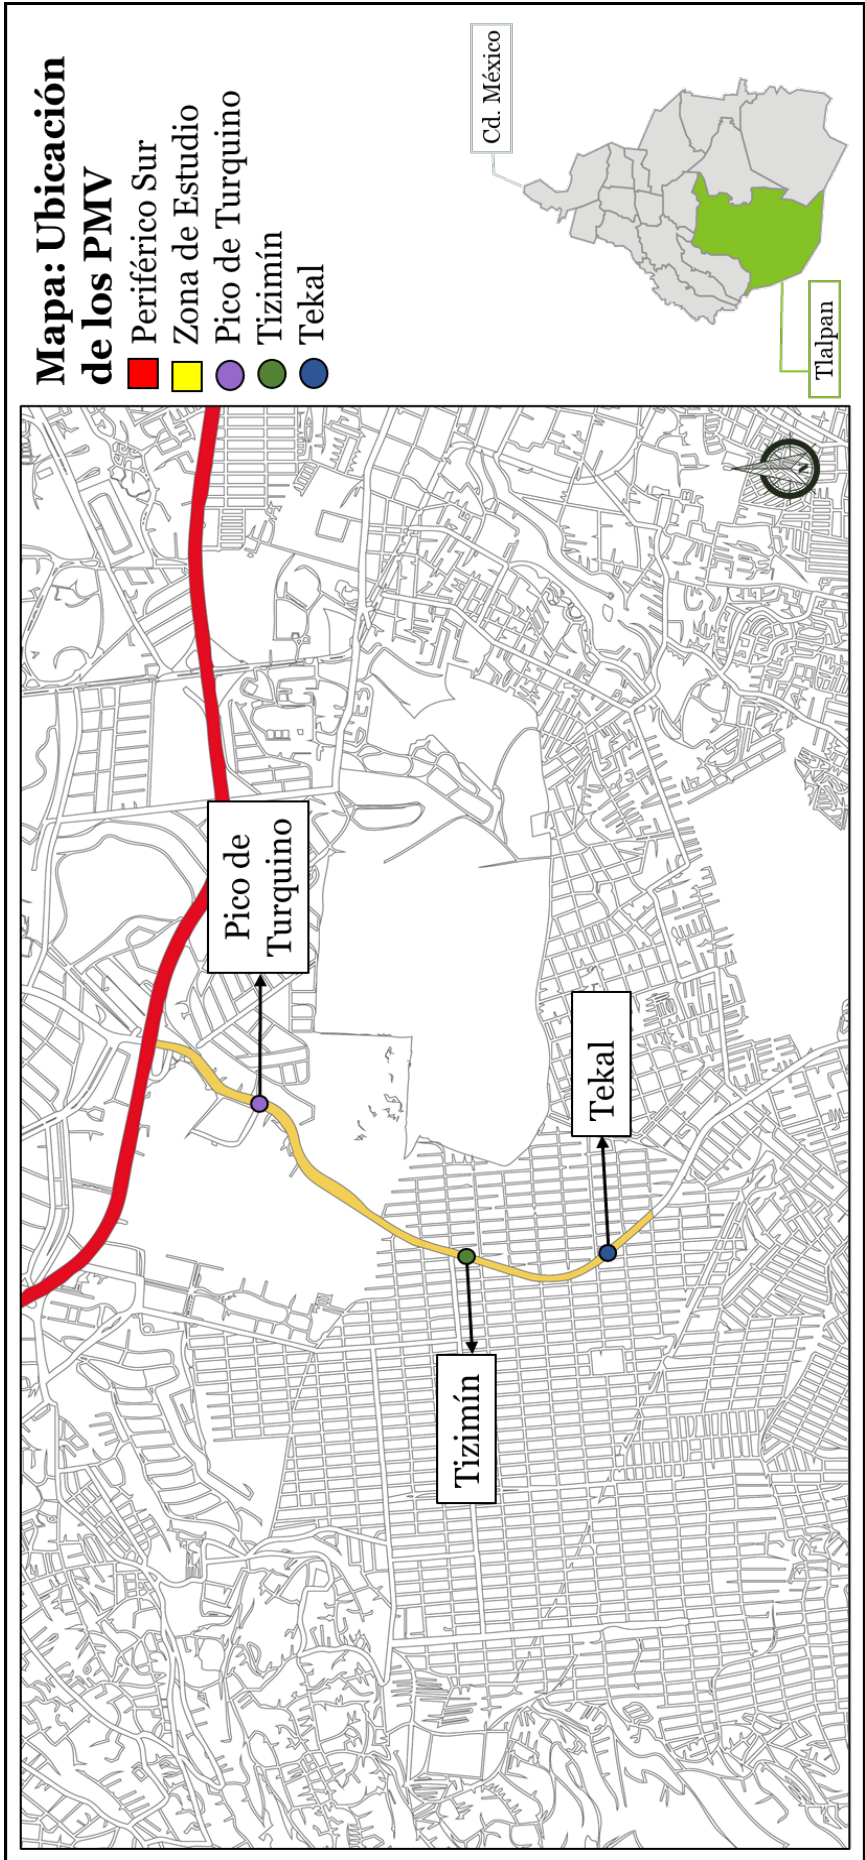 Mapa: Ubicación
de los PMV
Periférico Sur
Zona de Estudio
Pico de Turquino
Tizimín
Tekal
Cd. México
Tlalpan
Pico de
Turquino
Tizimín
Tekal
N